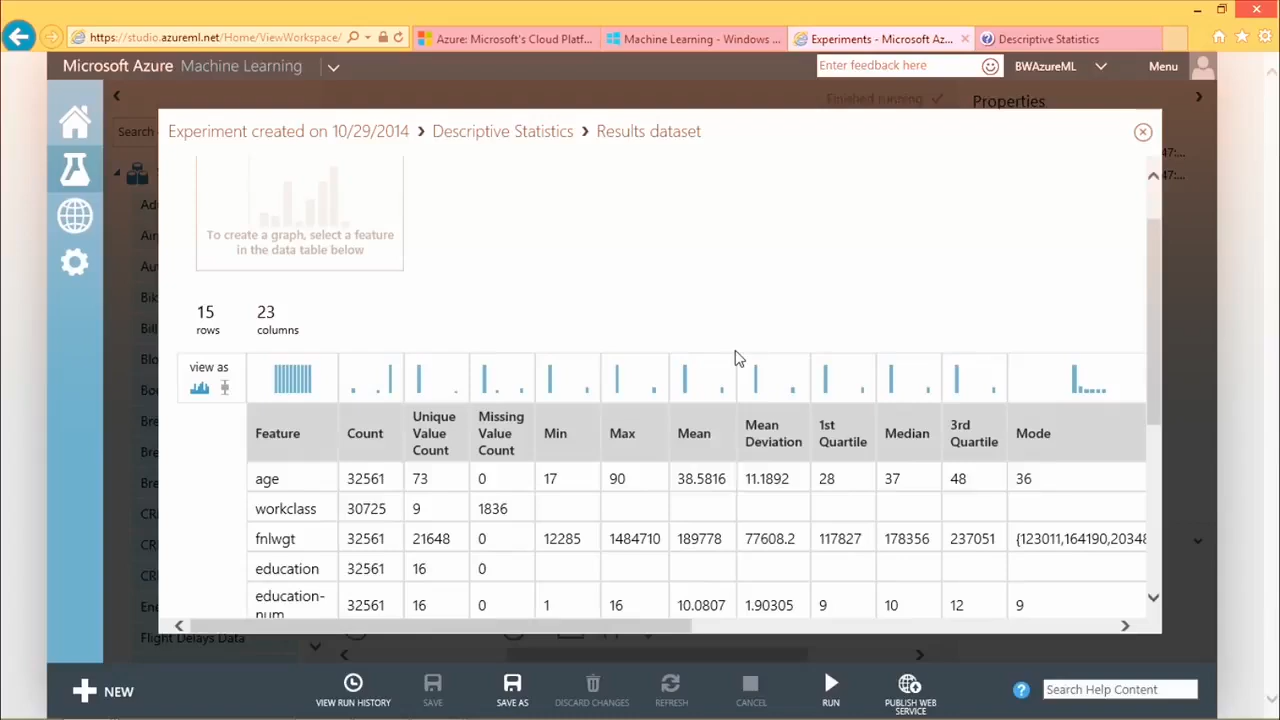 https://studio.azureml.net/Home/ViewWorkspace/
Azure: Microsoft's Cloud Platf...
Machine Learning - Windows ...
Experiments - Microsoft Az...
Descriptive Statistics
Microsoft Azure Machine Learning
Enter feedback here
BWAzureML
Menu
Search
Finished running
Properties
Experiment created on 10/29/2014 > Descriptive Statistics > Results dataset
To create a graph, select a feature
in the data table below
15 rows
23 columns
view as
Feature Count Unique Value Count Missing Value Count Min Max Mean Mean Deviation 1st Quartile Median 3rd Quartile Mode
age 32561 73 0 17 90 38.5816 11.1892 28 37 48 36
workclass 30725 9 1836
fnlwgt 32561 21648 0 12285 1484710 189778 77608.2 117827 178356 237051 {123011,164190,20348
education 32561 16 0
education-num 32561 16 0 1 16 10.0807 1.90305 9 10 12 9
Flight Delays Data
NEW
VIEW RUN HISTORY
SAVE
SAVE AS
DISCARD CHANGES
REFRESH
CANCEL
RUN
PUBLISH WEB SERVICE
Search Help Content